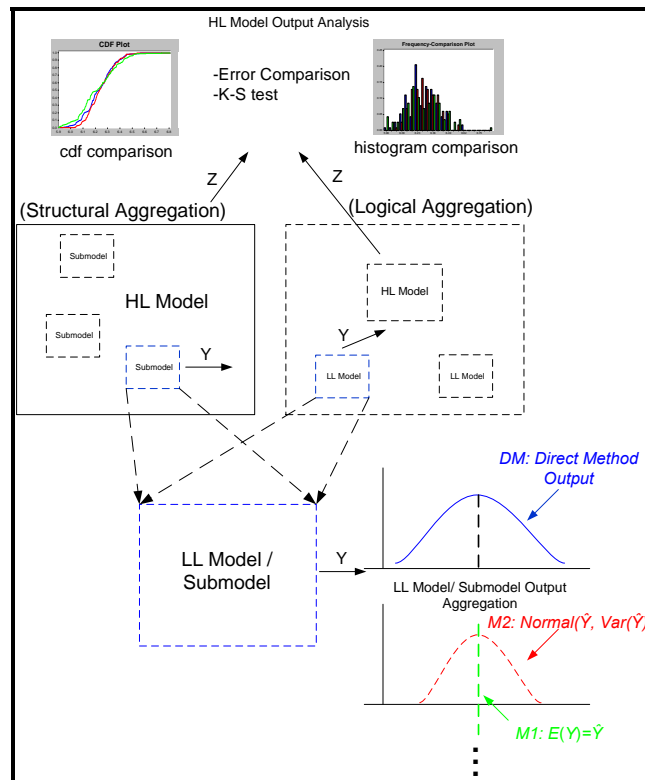 HL Model Output Analysis
CDF Plot
Frequency-Comparison Plot
-Error Comparison
-K-S test
cdf comparison
histogram comparison
Z
Z
(Structural Aggregation)
(Logical Aggregation)
Submodel
HL Model
HL Model
Submodel
Y
Y
Submodel
LL Model
LL Model
DM: Direct Method
Output
LL Model /
Submodel
Y
LL Model/ Submodel Output
Aggregation
M2: Normal(Ŷ, Var(Ŷ)
M1: E(Y)=Ŷ